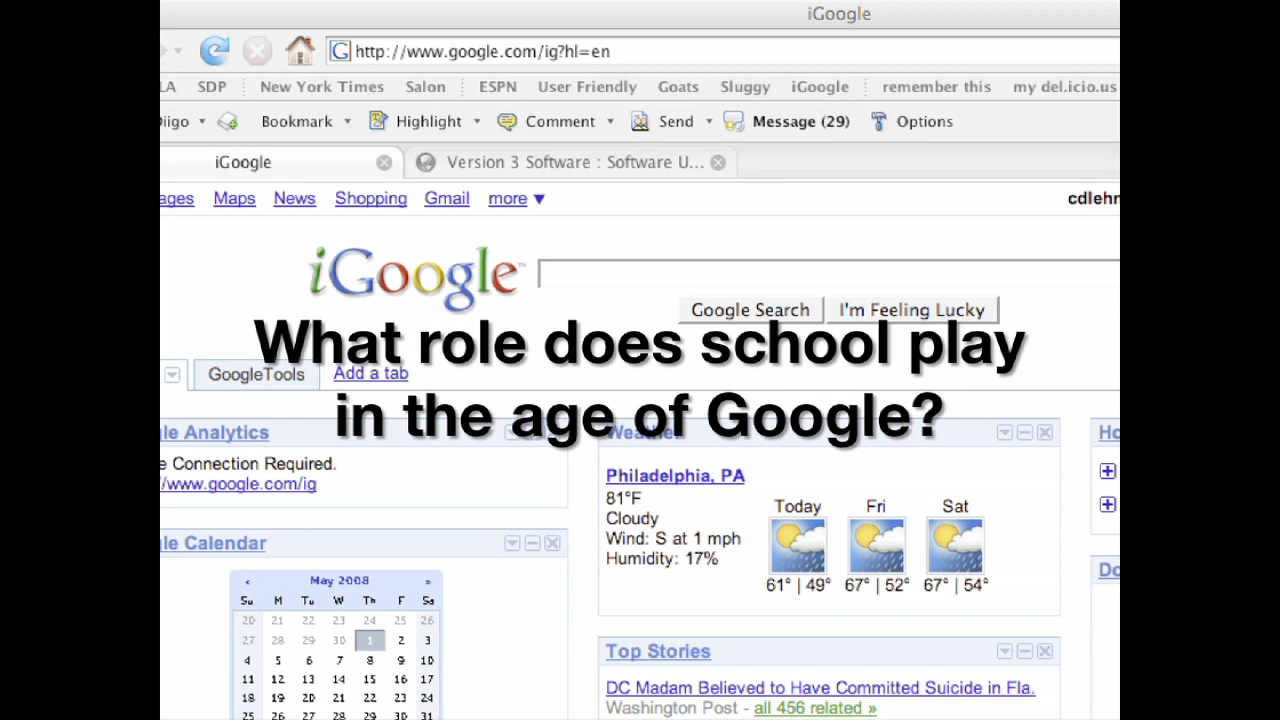 iGoogle
http://www.google.com/ig?hl=en
LA SDP New York Times Salon ESPN User Friendly Goats Sluggy iGoogle remember this my del.icio.us
Diigo Bookmark Highlight Comment Send Message (29) Options
iGoogle Version 3 Software : Software U...
ages Maps News Shopping Gmail more ▼
cdlehr
iGoogle™
Google Search I'm Feeling Lucky
What role does school play
in the age of Google?
GoogleTools Add a tab
le Analytics
e Connection Required.
/www.google.com/ig
le Calendar
« May 2008 »
Su M Tu W Th F Sa
20 21 22 23 24 25 26
27 28 29 30 1 2 3
4 5 6 7 8 9 10
11 12 13 14 15 16 17
18 19 20 21 22 23 24
25 26 27 28 29 30 31
Weather
Philadelphia, PA
81°F
Cloudy
Wind: S at 1 mph
Humidity: 17%
Today Fri Sat
61° | 49° 67° | 52° 67° | 54°
Top Stories
DC Madam Believed to Have Committed Suicide in Fla.
Washington Post - all 456 related »
Ho
Do